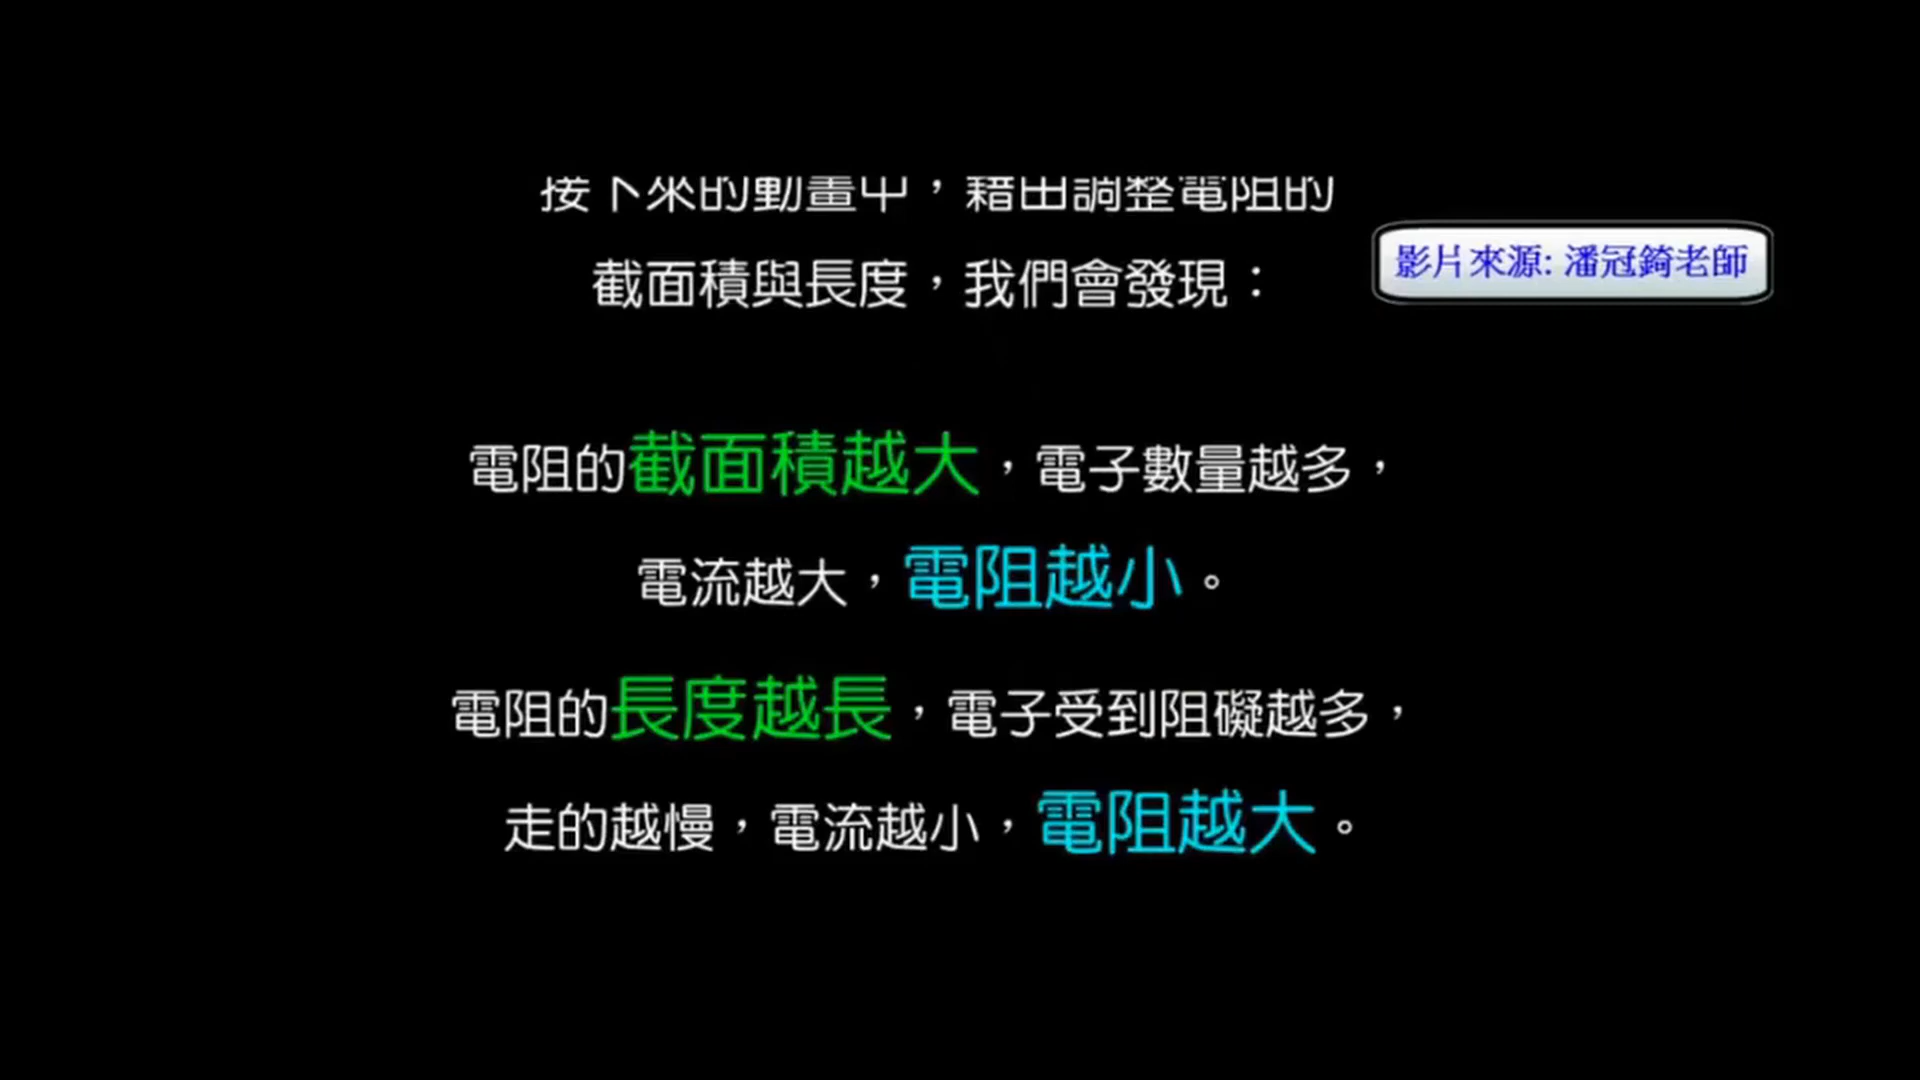 接下來的動畫中，藉由調整電阻的
截面積與長度，我們會發現：
影片來源: 潘冠錡老師
電阻的截面積越大，電子數量越多，
電流越大，電阻越小。
電阻的長度越長，電子受到阻礙越多，
走的越慢，電流越小，電阻越大。